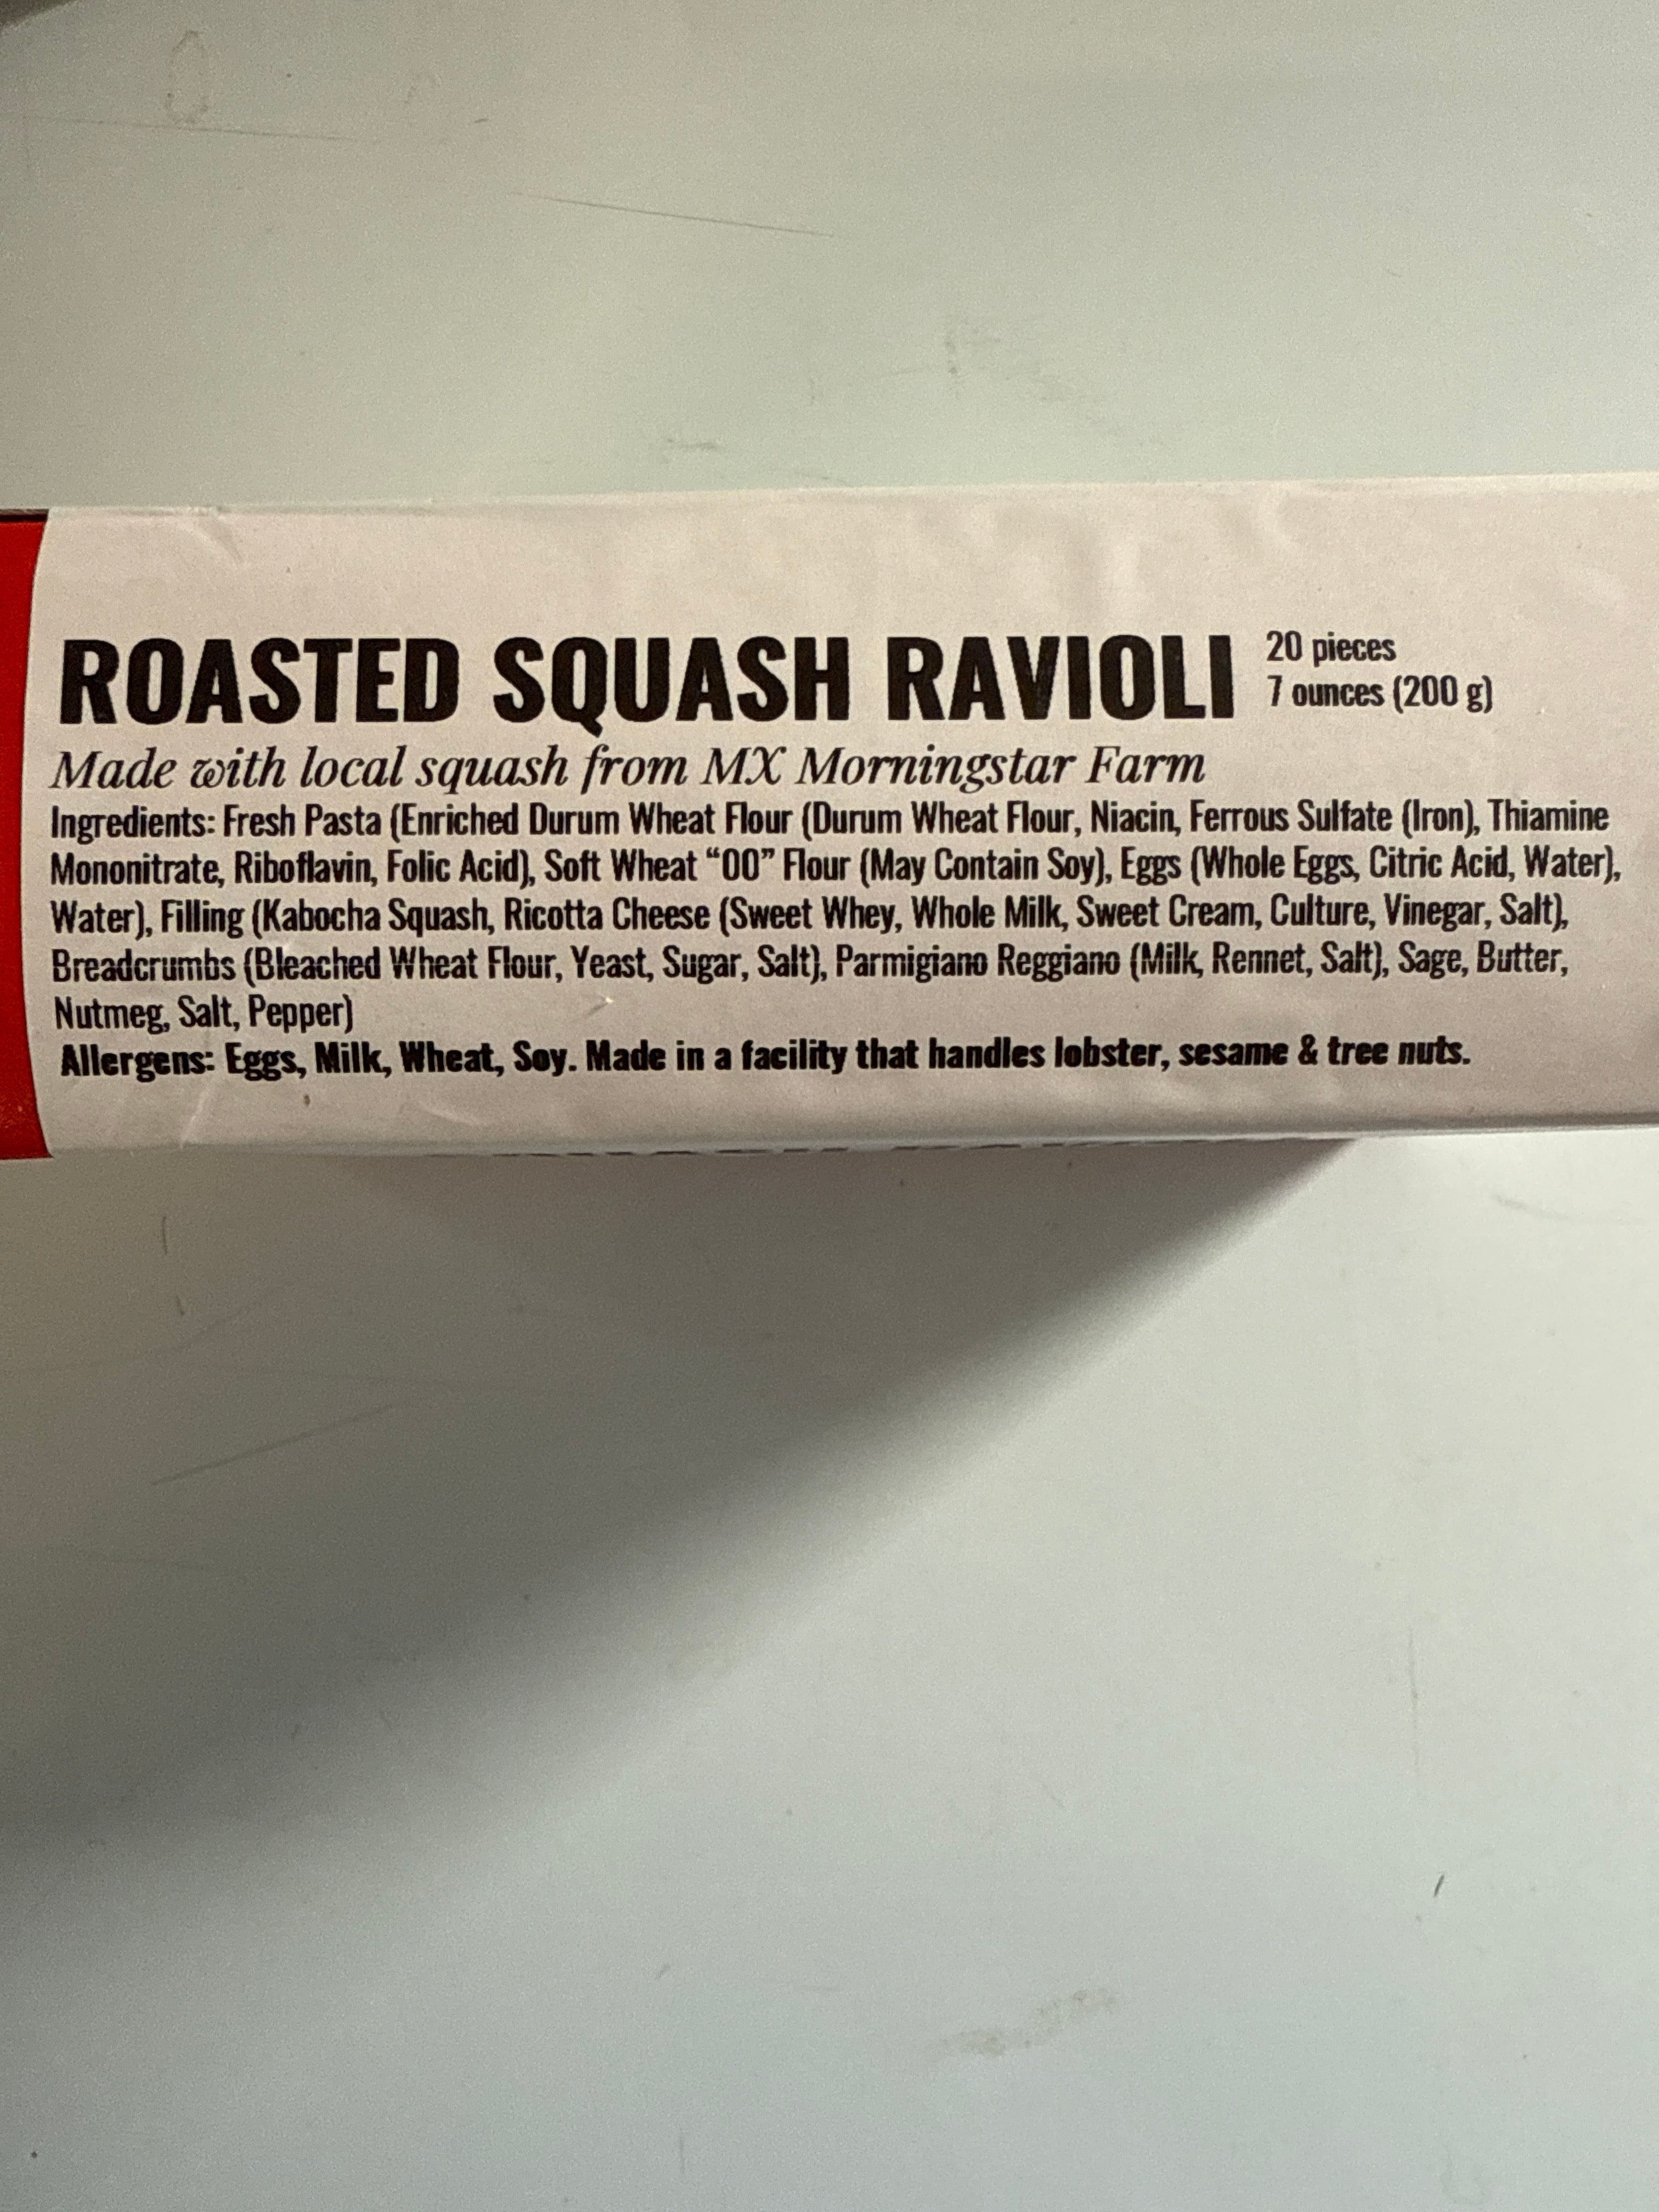 ROASTED SQUASH RAVIOLI
20 pieces
7 ounces (200 g)
Made with local squash from MX Morningstar Farm
Ingredients: Fresh Pasta (Enriched Durum Wheat Flour (Durum Wheat Flour, Niacin, Ferrous Sulfate (Iron), Thiamine
Mononitrate, Riboflavin, Folic Acid), Soft Wheat “00” Flour (May Contain Soy), Eggs (Whole Eggs, Citric Acid, Water),
Water), Filling (Kabocha Squash, Ricotta Cheese (Sweet Whey, Whole Milk, Sweet Cream, Culture, Vinegar, Salt),
Breadcrumbs (Bleached Wheat Flour, Yeast, Sugar, Salt), Parmigiano Reggiano (Milk, Rennet, Salt), Sage, Butter,
Nutmeg, Salt, Pepper)
Allergens: Eggs, Milk, Wheat, Soy. Made in a facility that handles lobster, sesame & tree nuts.